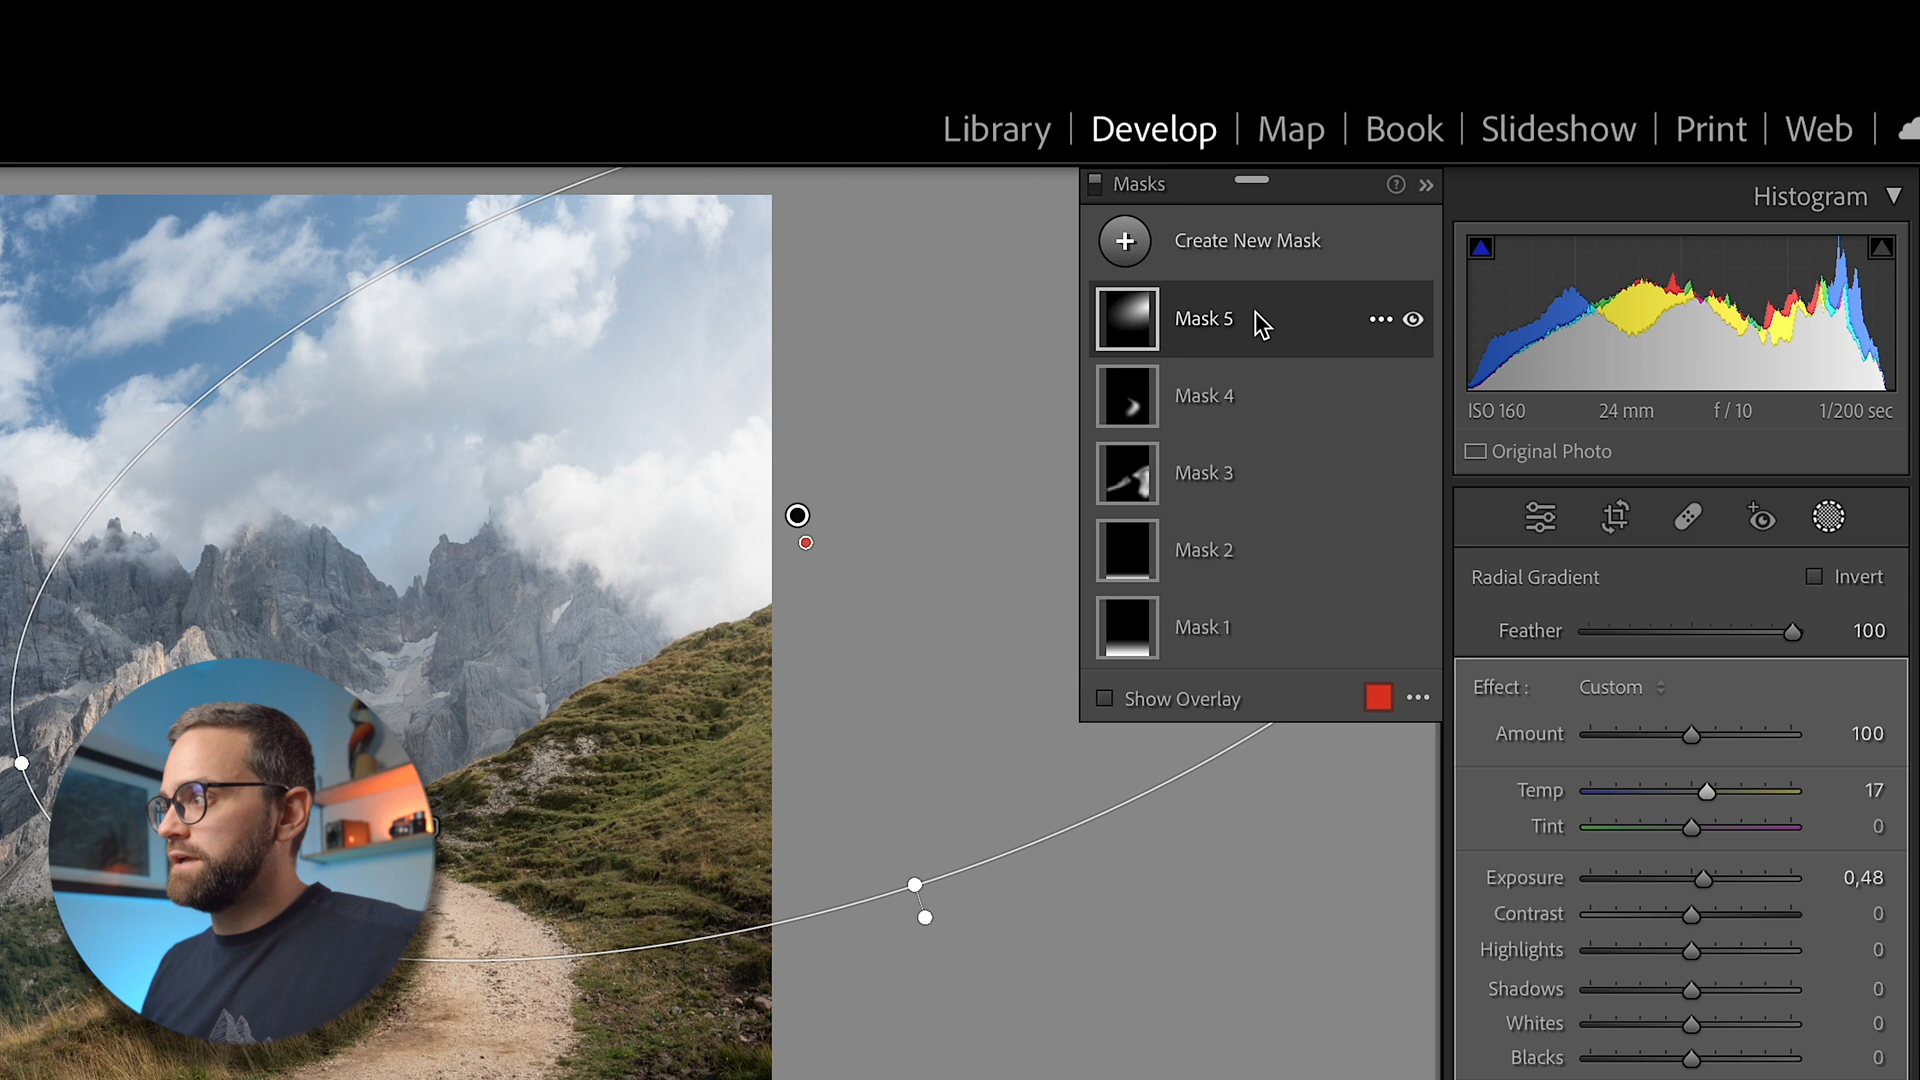 Library | Develop | Map | Book | Slideshow | Print | Web |
Masks
Create New Mask
Mask 5
Mask 4
Mask 3
Mask 2
Mask 1
Show Overlay
Histogram
ISO 160 24 mm f / 10 1/200 sec
Original Photo
Radial Gradient Invert
Feather 100
Effect : Custom
Amount 100
Temp 17
Tint 0
Exposure 0,48
Contrast 0
Highlights 0
Shadows 0
Whites 0
Blacks 0